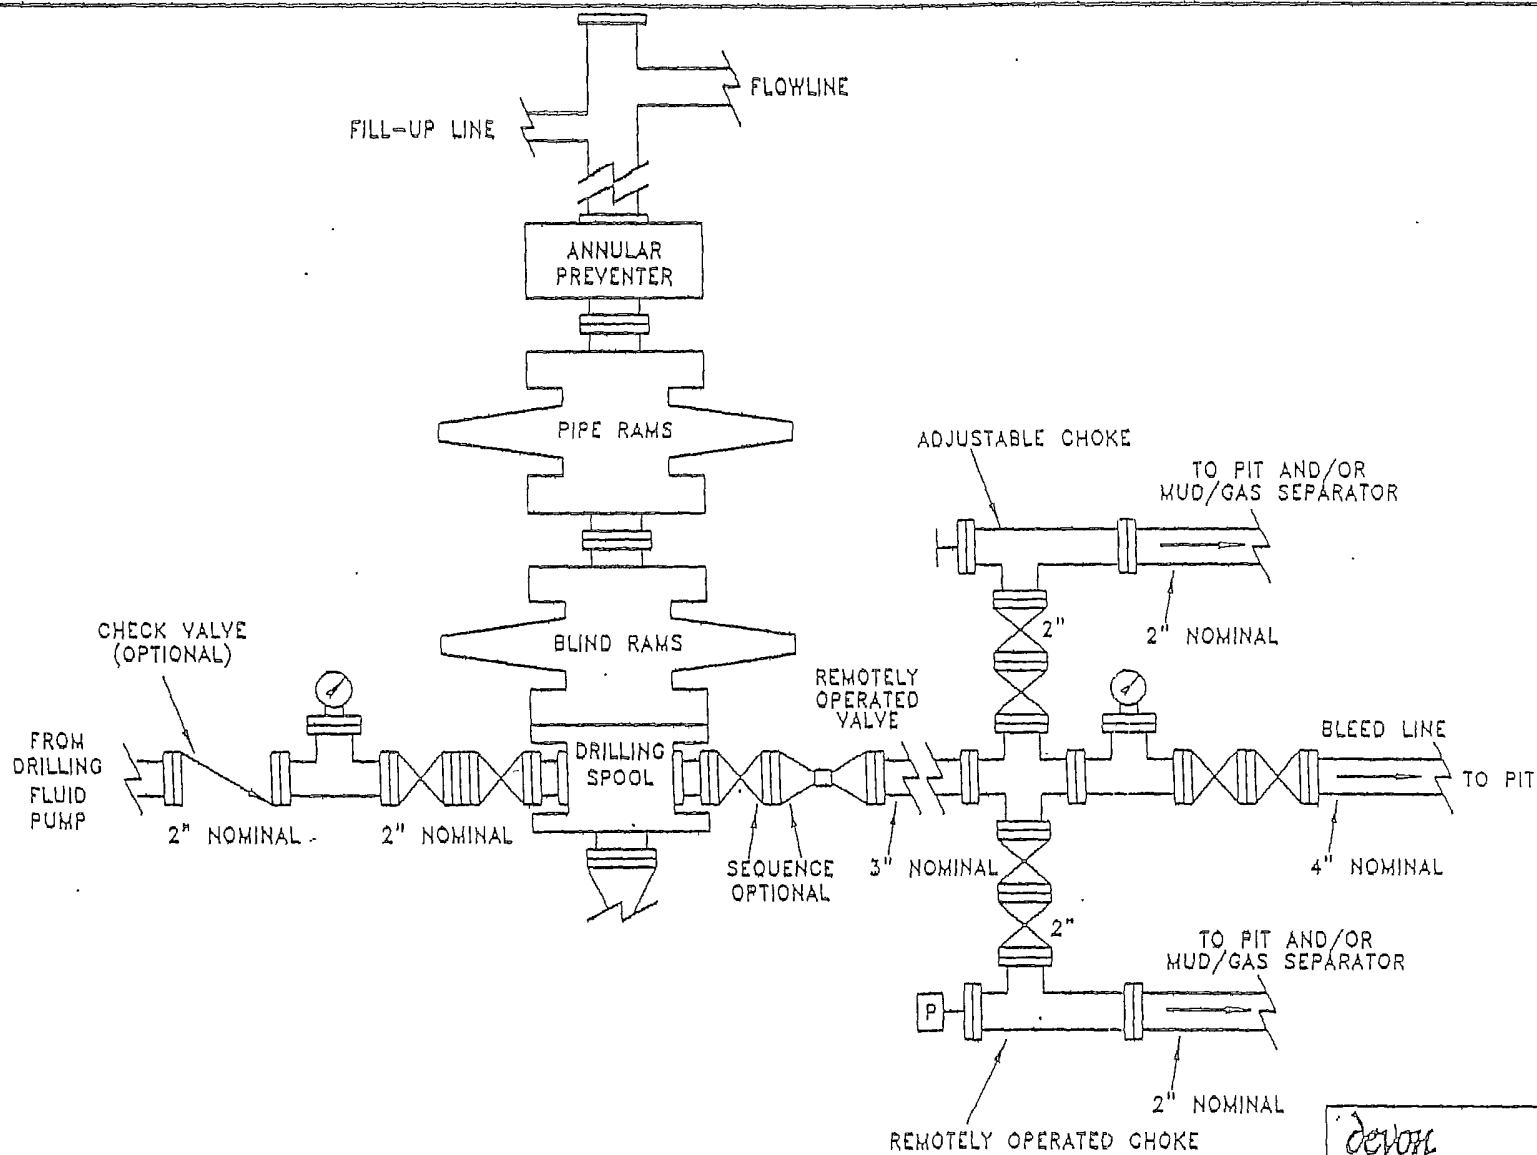 FLOWLINE
FILL-UP LINE
ANNULAR
PREVENTER
PIPE RAMS
ADJUSTABLE CHOKE
TO PIT AND/OR
MUD/GAS SEPARATOR
2" NOMINAL
2"
CHECK VALVE
(OPTIONAL)
BLIND RAMS
REMOTELY
OPERATED
VALVE
BLEED LINE
FROM
DRILLING
FLUID
PUMP
DRILLING
SPOOL
TO PIT
2" NOMINAL
2" NOMINAL
SEQUENCE
OPTIONAL
3" NOMINAL
4" NOMINAL
2"
TO PIT AND/OR
MUD/GAS SEPARATOR
P
2" NOMINAL
REMOTELY OPERATED CHOKE
devon